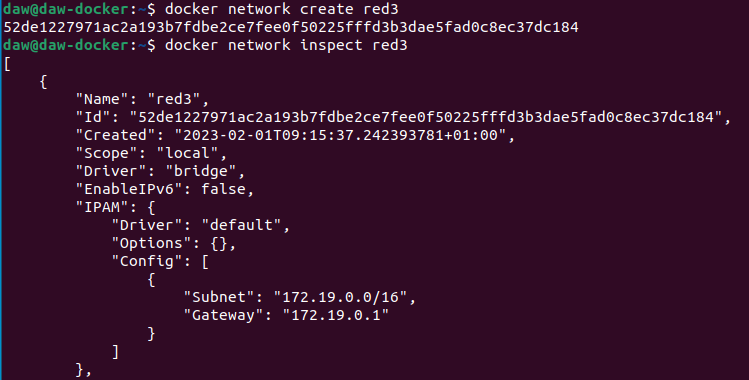 daw@daw-docker:~$ docker network create red3
52de1227971ac2a193b7fdbe2ce7fee0f50225fffd3b3dae5fad0c8ec37dc184
daw@daw-docker:~$ docker network inspect red3
[
    {
        "Name": "red3",
        "Id": "52de1227971ac2a193b7fdbe2ce7fee0f50225fffd3b3dae5fad0c8ec37dc184",
        "Created": "2023-02-01T09:15:37.242393781+01:00",
        "Scope": "local",
        "Driver": "bridge",
        "EnableIPv6": false,
        "IPAM": {
            "Driver": "default",
            "Options": {},
            "Config": [
                {
                    "Subnet": "172.19.0.0/16",
                    "Gateway": "172.19.0.1"
                }
            ]
        },